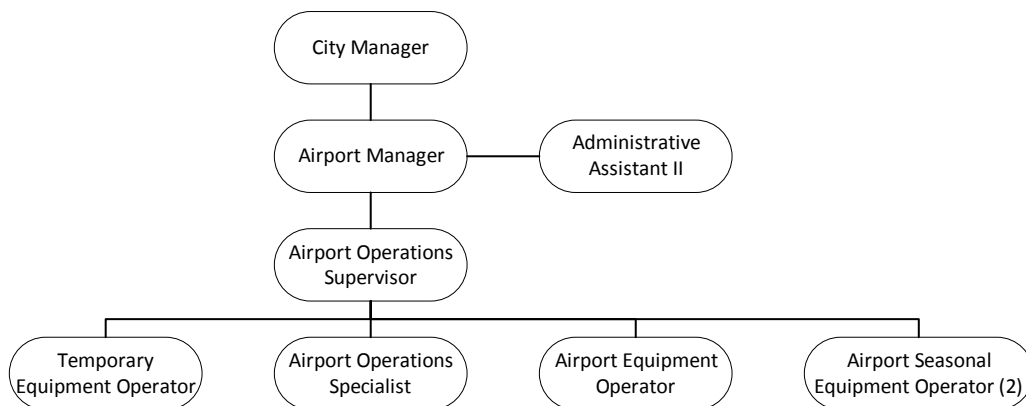 City Manager
Airport Manager
Administrative
Assistant II
Airport Operations
Supervisor
Temporary
Equipment Operator
Airport Operations
Specialist
Airport Equipment
Operator
Airport Seasonal
Equipment Operator (2)